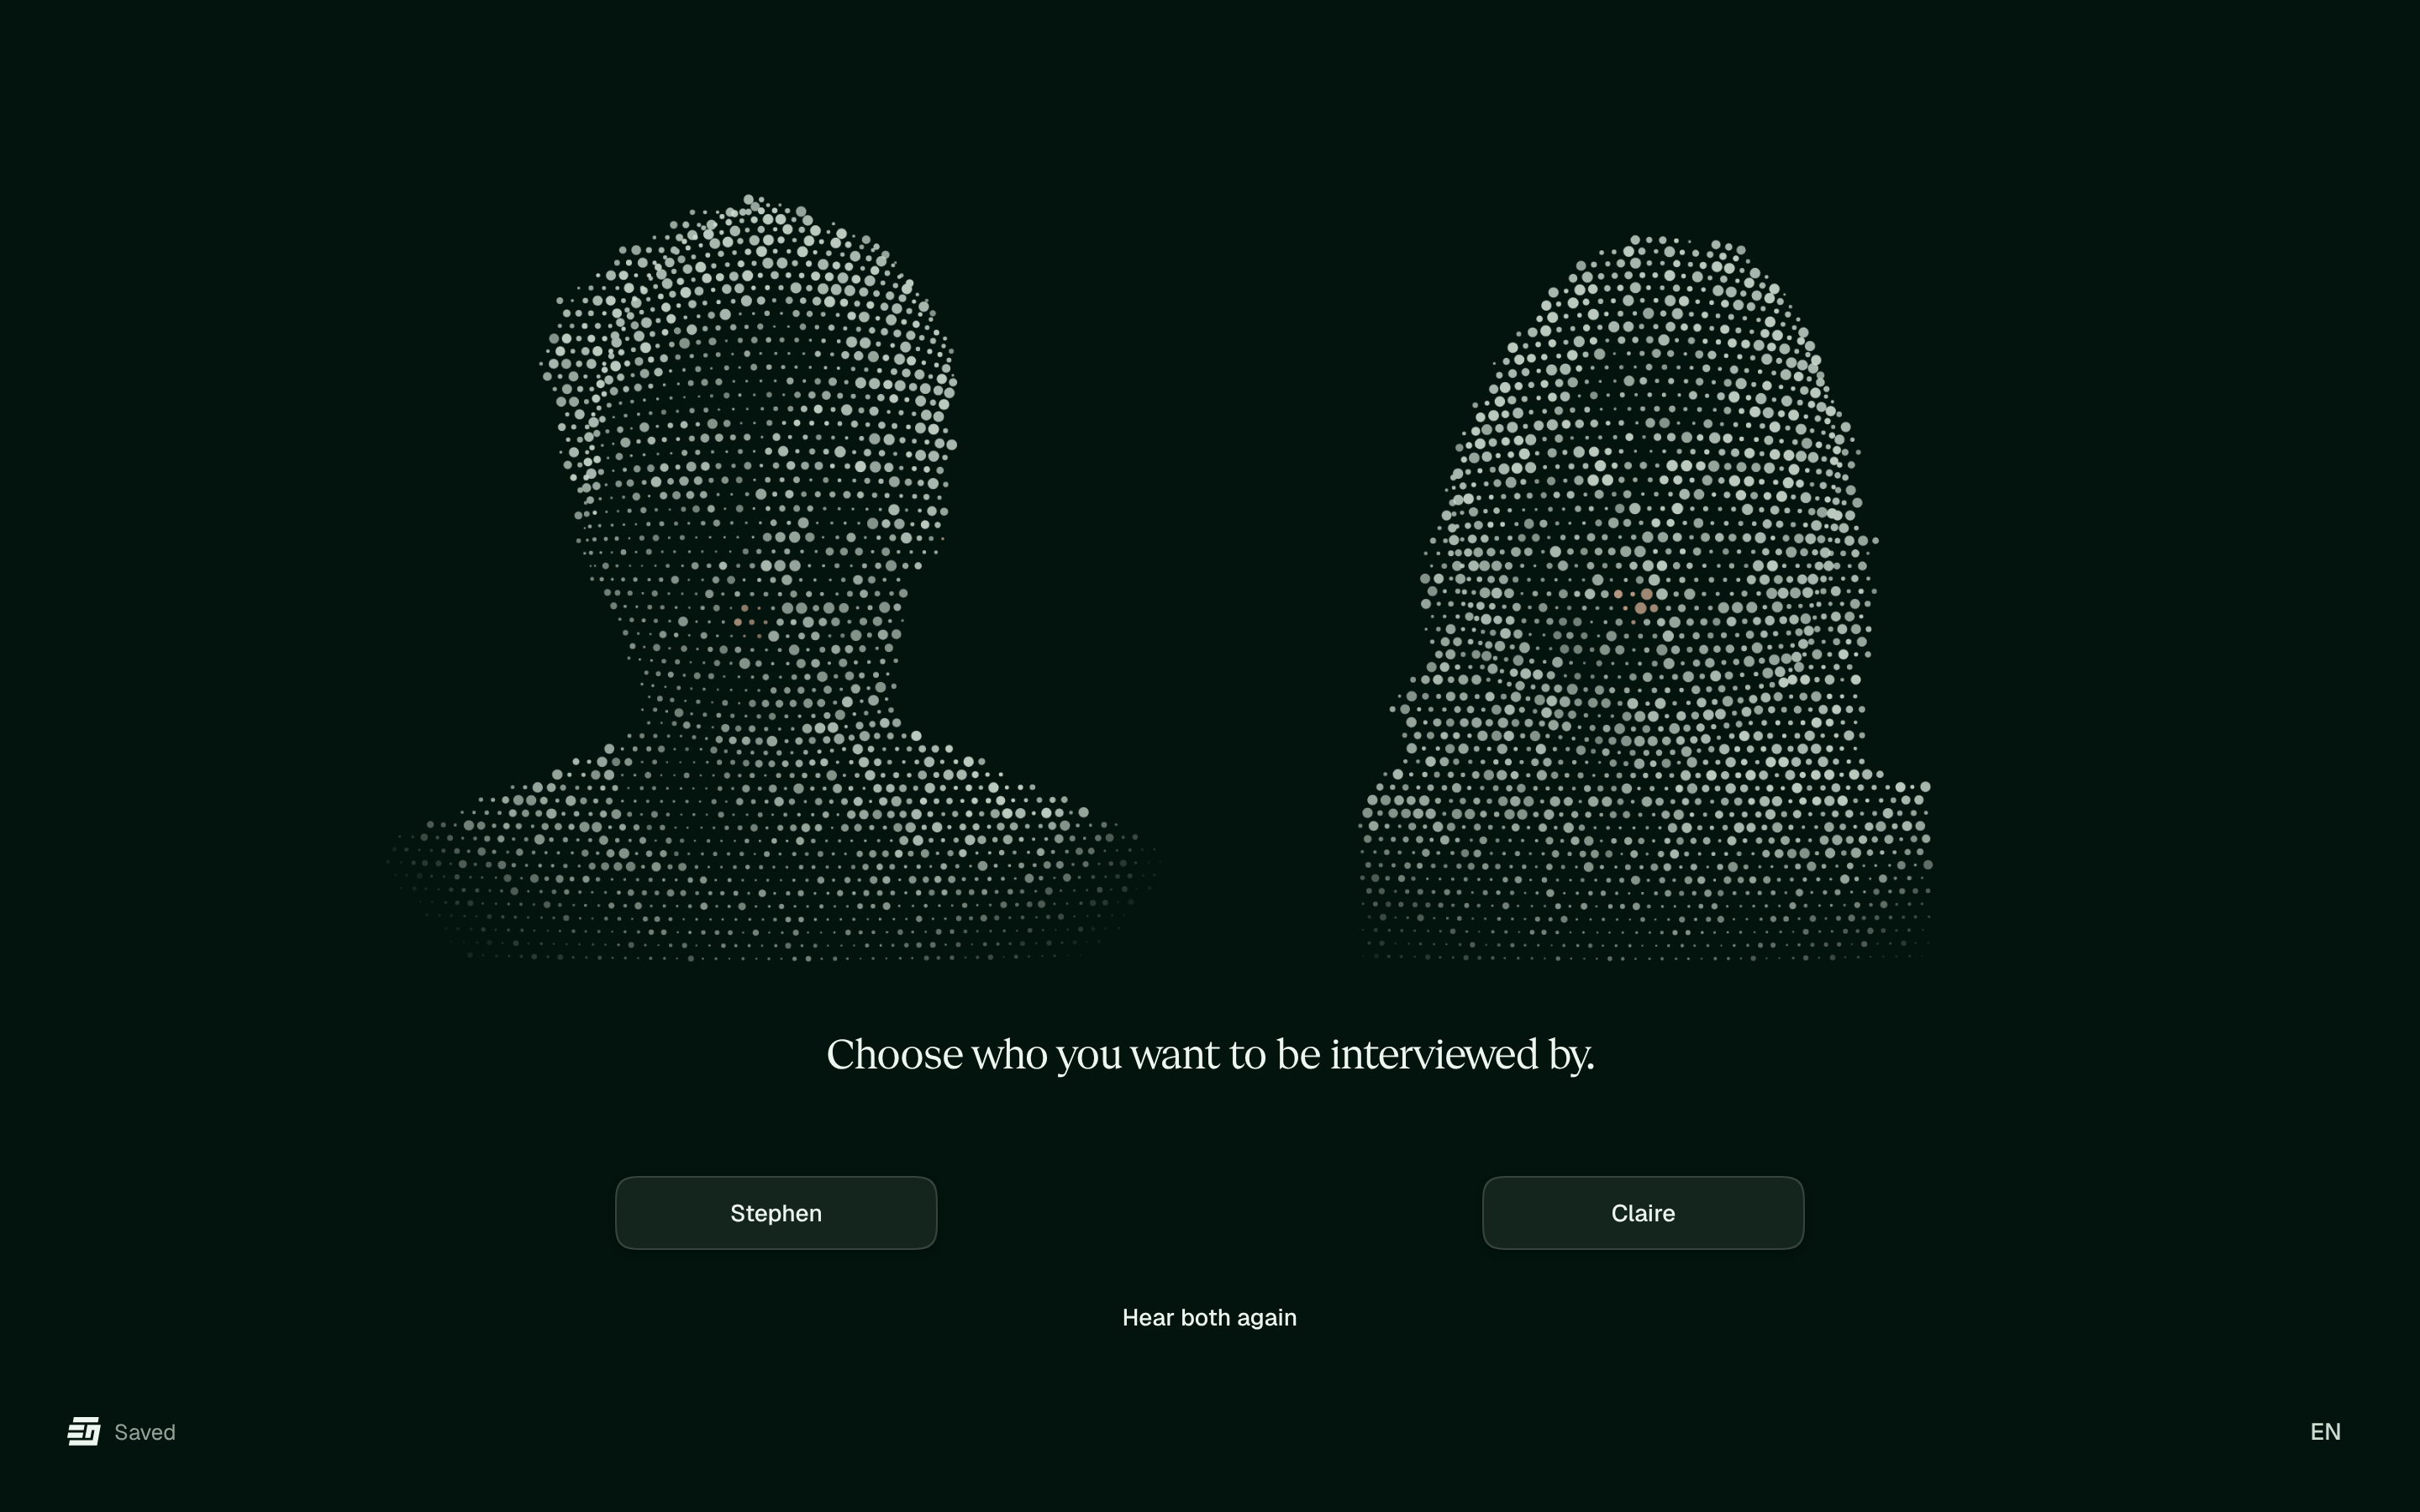 Choose who you want to be interviewed by.
Stephen
Claire
Hear both again
Saved
EN